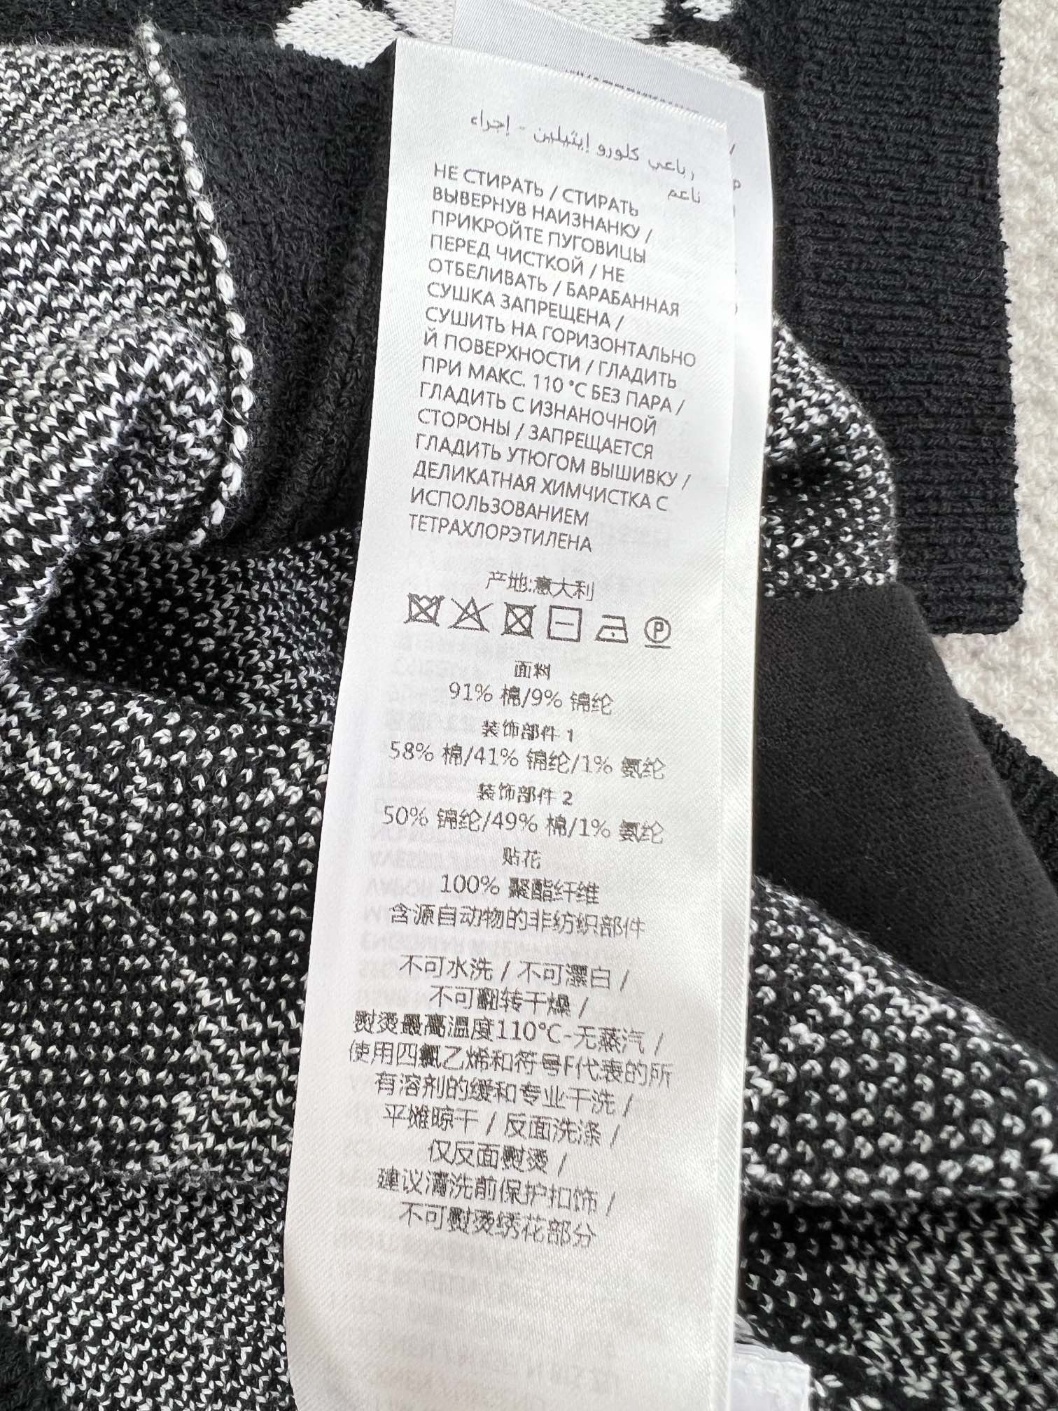 رباعي كلورو إيثيلين - إجراء
ناعم
НЕ СТИРАТЬ / СТИРАТЬ
ВЫВЕРНУВ НАИЗНАНКУ /
ПРИКРОЙТЕ ПУГОВИЦЫ
ПЕРЕД ЧИСТКОЙ / НЕ
ОТБЕЛИВАТЬ / БАРАБАННАЯ
СУШКА ЗАПРЕЩЕНА /
СУШИТЬ НА ГОРИЗОНТАЛЬНО
Й ПОВЕРХНОСТИ / ГЛАДИТЬ
ПРИ МАКС. 110 °C БЕЗ ПАРА /
ГЛАДИТЬ С ИЗНАНОЧНОЙ
СТОРОНЫ / ЗАПРЕЩАЕТСЯ
ГЛАДИТЬ УТЮГОМ ВЫШИВКУ /
ДЕЛИКАТНАЯ ХИМЧИСТКА С
ИСПОЛЬЗОВАНИЕМ
ТЕТРАХЛОРЭТИЛЕНА
产地:意大利
P
面料
91% 棉/9% 锦纶
装饰部件 1
58% 棉/41% 锦纶/1% 氨纶
装饰部件 2
50% 锦纶/49% 棉/1% 氨纶
贴花
100% 聚酯纤维
含源自动物的非纺织部件
不可水洗 / 不可漂白 /
不可翻转干燥 /
熨烫最高温度110°C-无蒸汽 /
使用四氯乙烯和符号F代表的所
有溶剂的缓和专业干洗 /
平摊晾干 / 反面洗涤 /
仅反面熨烫 /
建议清洗前保护扣饰 /
不可熨烫绣花部分